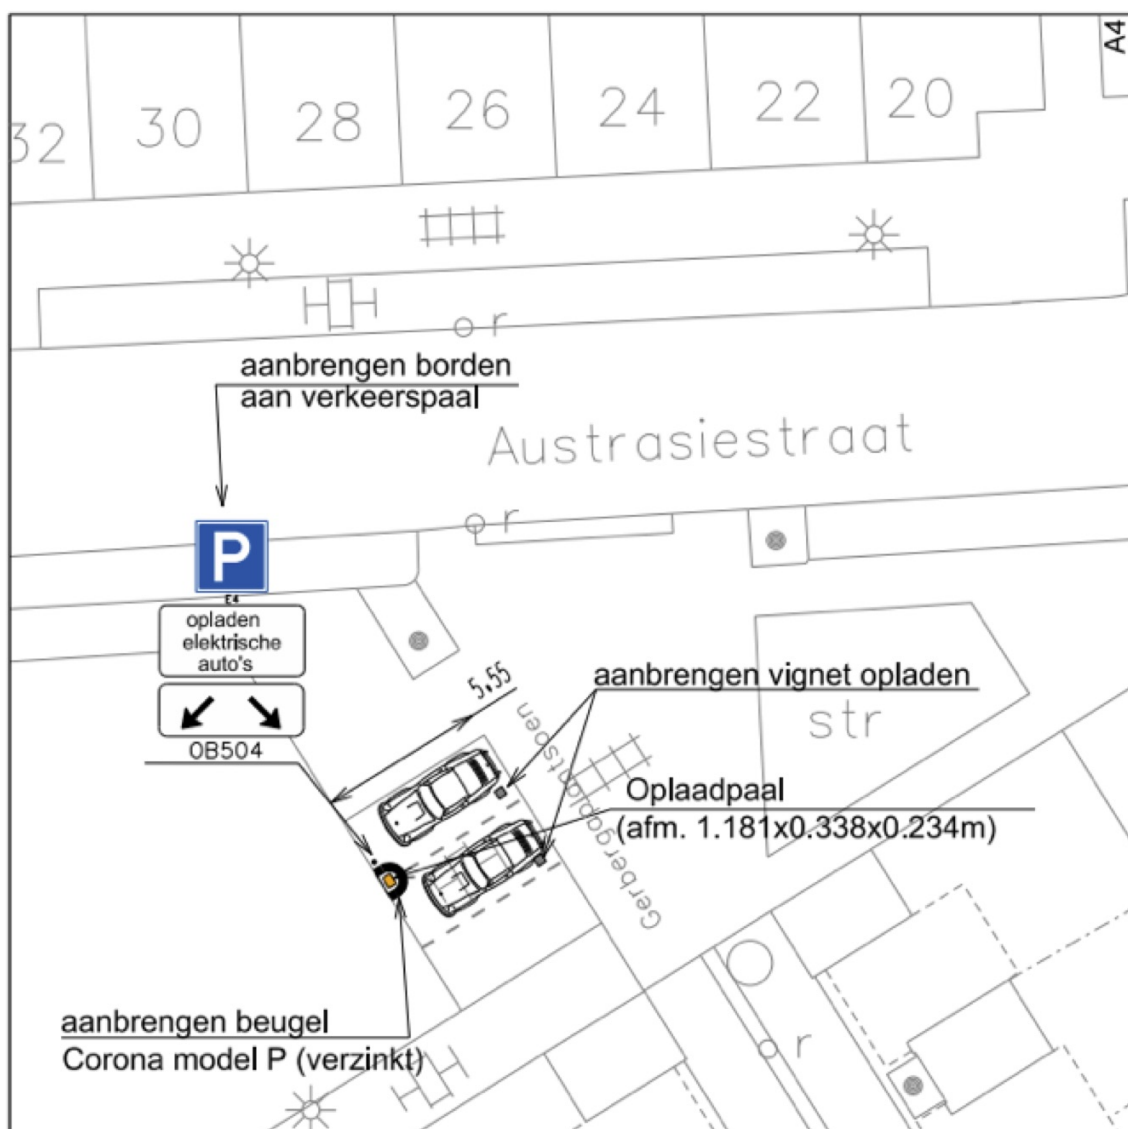 A4
32
30
28
26
24
22
20
r
aanbrengen borden
aan verkeerspaal
Austrasiestraat
r
P
E4
opladen
elektrische
auto's
OB504
5.55
aanbrengen vignet opladen
str
Gerbergaplantsoen
Oplaadpaal
(afm. 1.181x0.338x0.234m)
aanbrengen beugel
Corona model P (verzinkt)
r